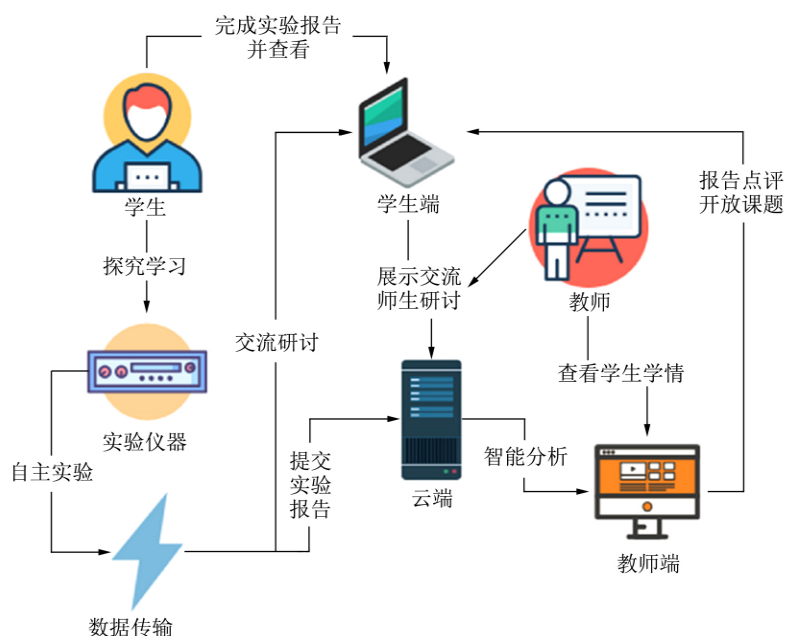 完成实验报告
并查看
学生
学生端
报告点评
开放课题
探究学习
展示交流
师生研讨
教师
交流研讨
查看学生学情
实验仪器
自主实验
提交
实验
报告
智能分析
云端
教师端
数据传输